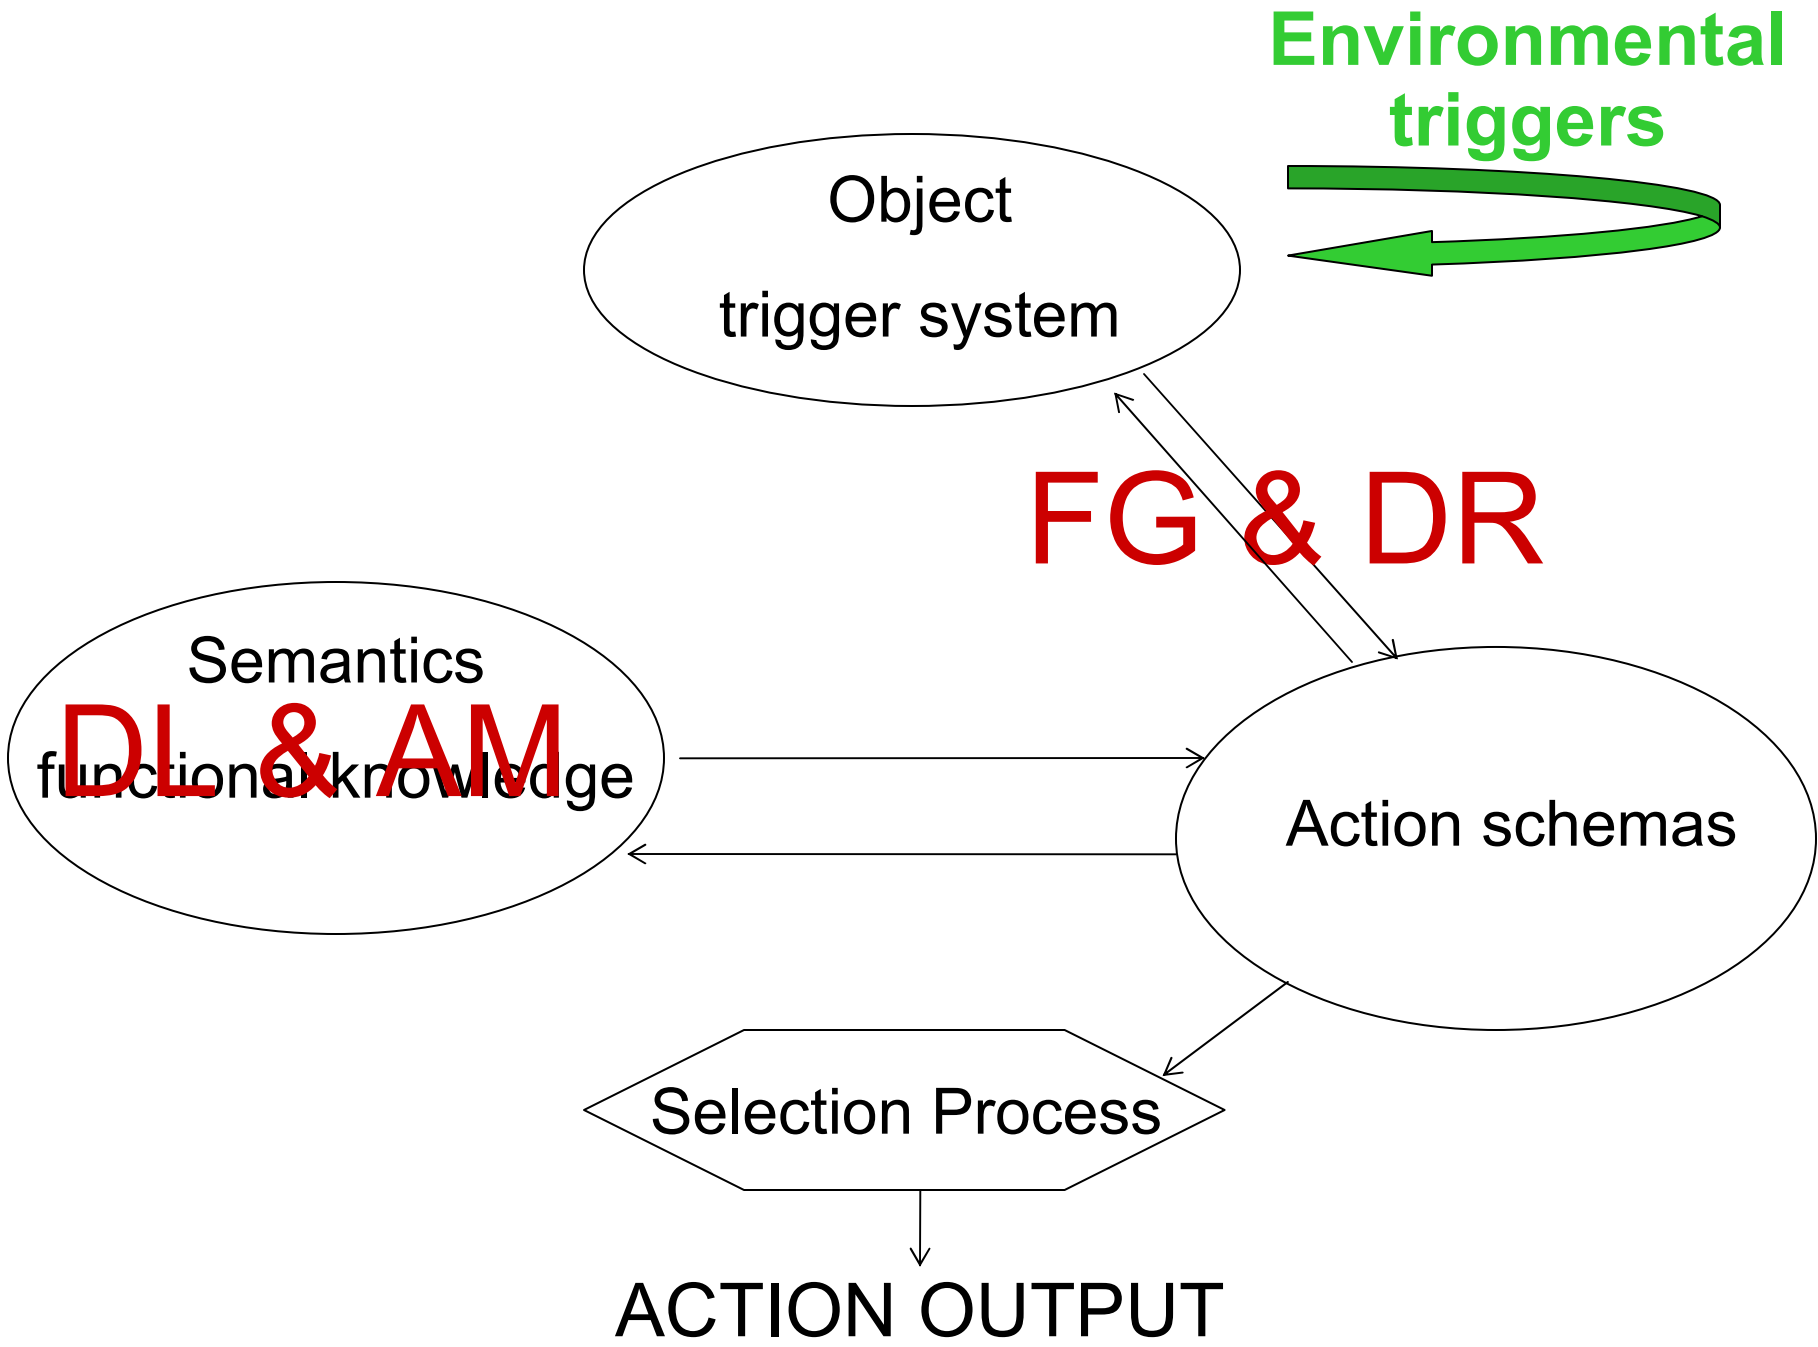 Environmental
triggers
Object
trigger system
FG & DR
Semantics
DL & AM
functional knowledge
Action schemas
Selection Process
ACTION OUTPUT